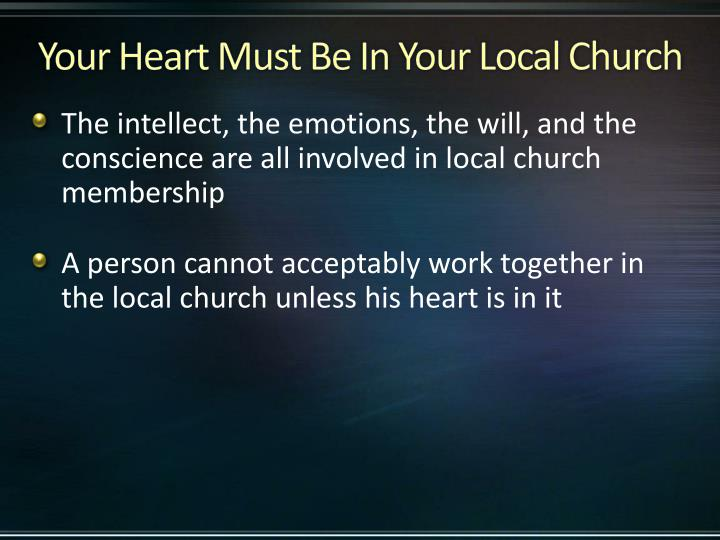 Your Heart Must Be In Your Local Church
The intellect, the emotions, the will, and the
conscience are all involved in local church
membership
A person cannot acceptably work together in
the local church unless his heart is in it